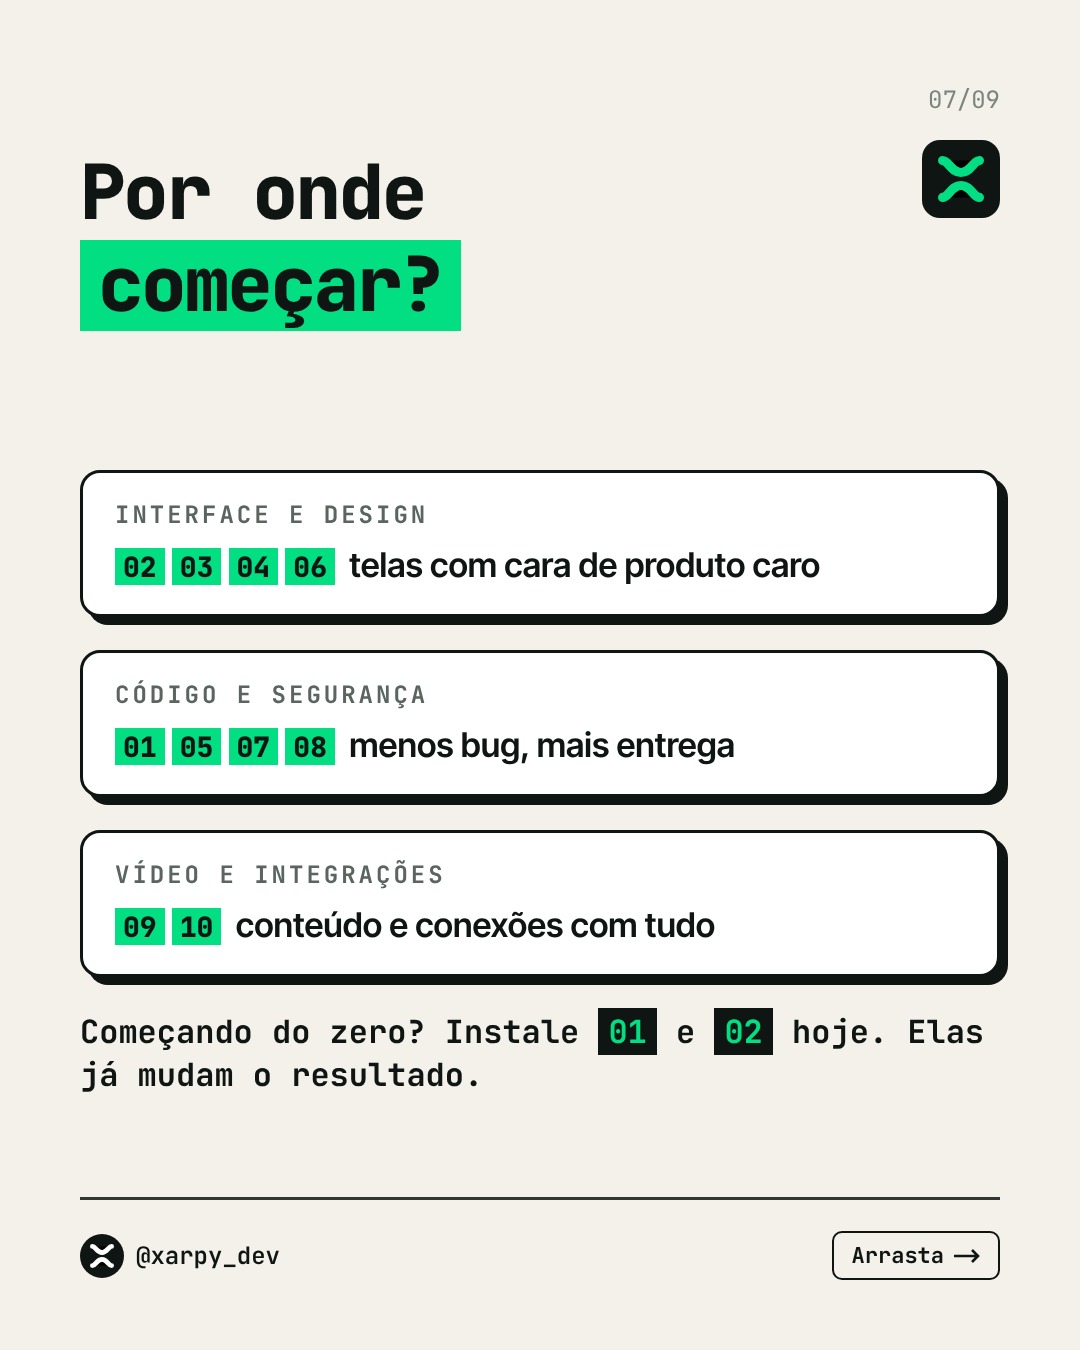 07/09
Por onde
começar?
INTERFACE E DESIGN
02 03 04 06 telas com cara de produto caro
CÓDIGO E SEGURANÇA
01 05 07 08 menos bug, mais entrega
VÍDEO E INTEGRAÇÕES
09 10 conteúdo e conexões com tudo
Começando do zero? Instale 01 e 02 hoje. Elas
já mudam o resultado.
@xarpy_dev
Arrasta →